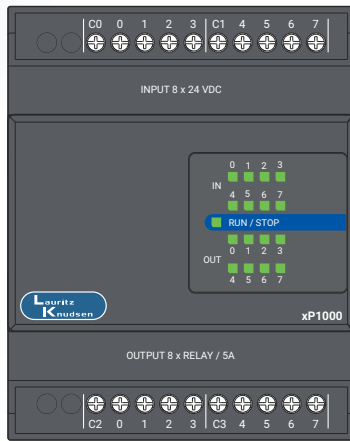 C0 0 1 2 3 C1 4 5 6 7
INPUT 8 x 24 VDC
0 1 2 3
IN
4 5 6 7
RUN / STOP
0 1 2 3
OUT
4 5 6 7
Lauritz
Knudsen
xP1000
OUTPUT 8 x RELAY / 5A
C2 0 1 2 3 C3 4 5 6 7